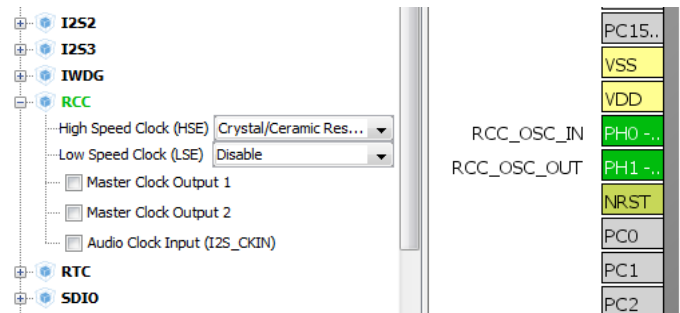 I2S2
I2S3
IWDG
RCC
High Speed Clock (HSE) Crystal/Ceramic Res...
Low Speed Clock (LSE) Disable
Master Clock Output 1
Master Clock Output 2
Audio Clock Input (I2S_CKIN)
RTC
SDIO
PC15..
VSS
VDD
RCC_OSC_IN PH0 -..
RCC_OSC_OUT PH1 -..
NRST
PC0
PC1
PC2